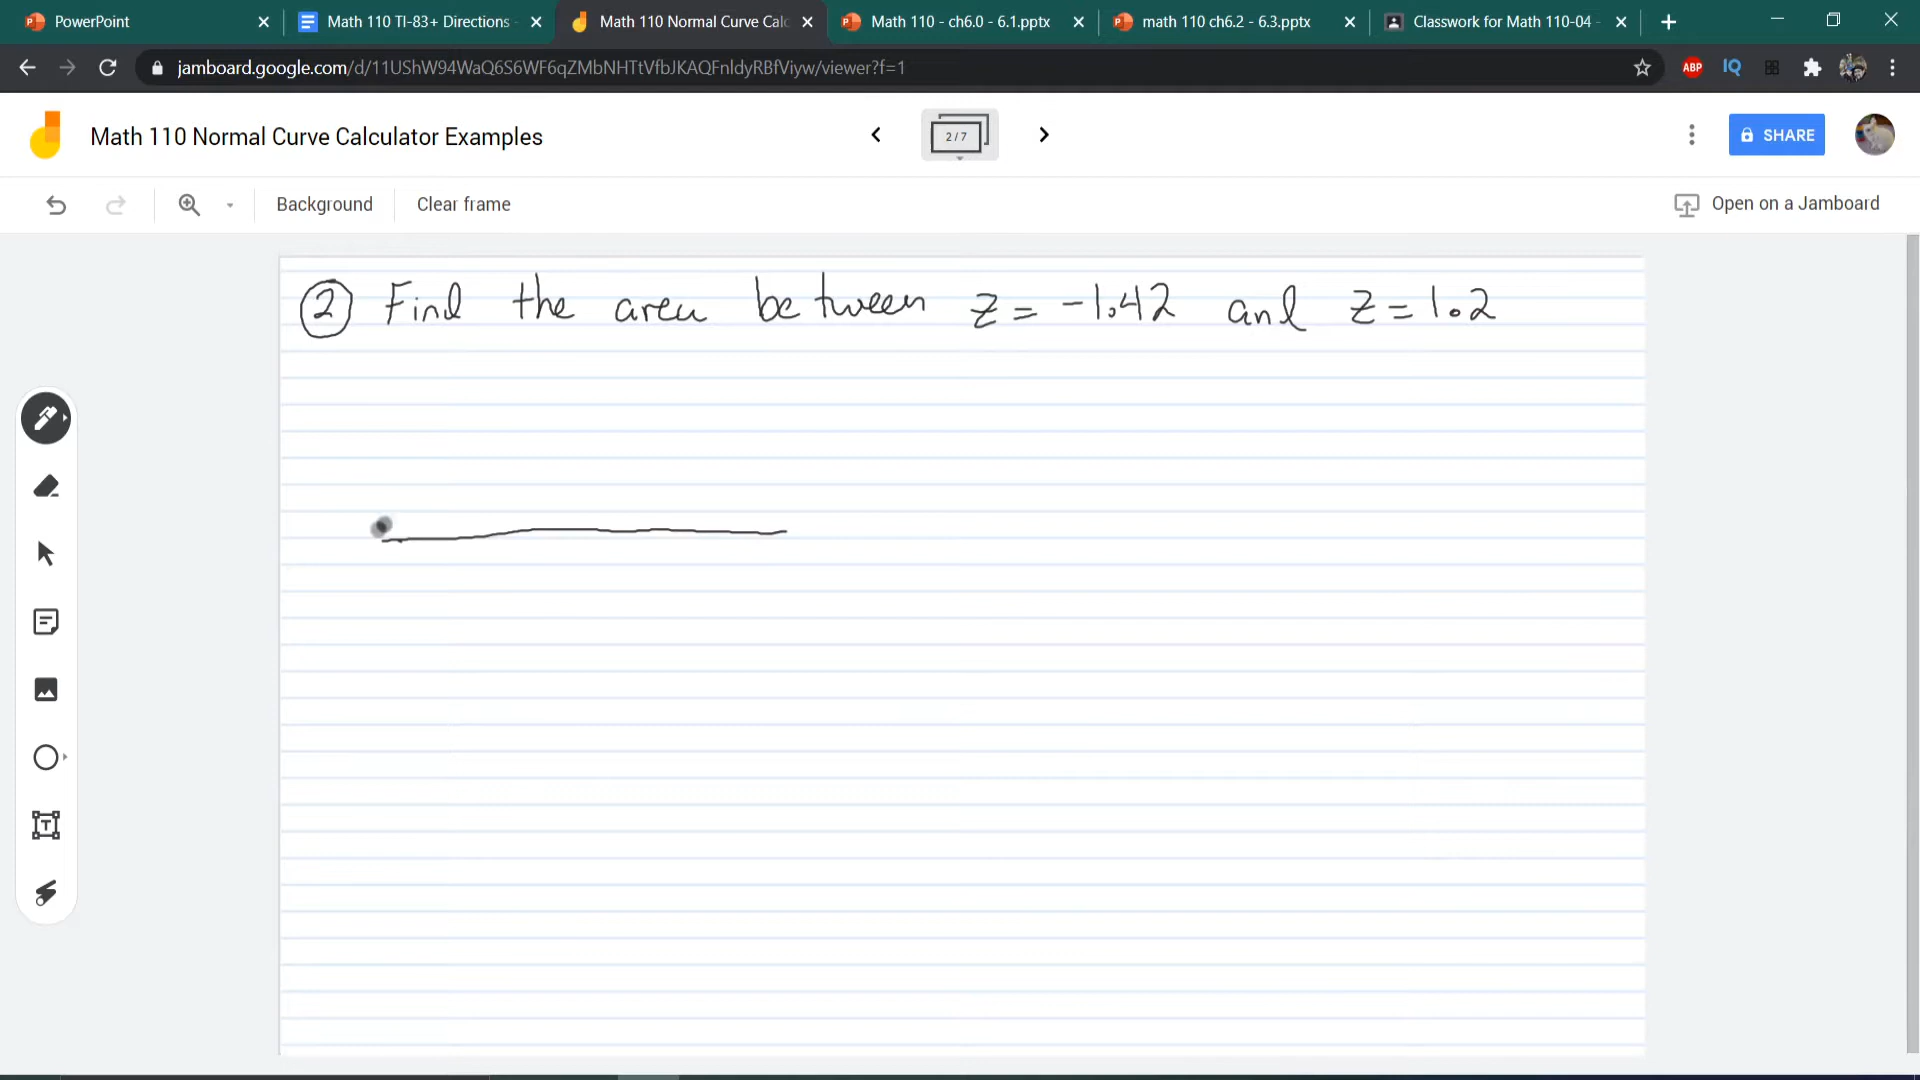 PowerPoint
Math 110 TI-83+ Directions -
Math 110 Normal Curve Calc
Math 110 - ch6.0 - 6.1.pptx
math 110 ch6.2 - 6.3.pptx
Classwork for Math 110-04 -
jamboard.google.com/d/11UShW94WaQ6S6WF6qZMbNHTtVfbJKAQFnldyRBfViyw/viewer?f=1
ABP
IQ
Math 110 Normal Curve Calculator Examples
2 / 7
SHARE
Background
Clear frame
Open on a Jamboard
② Find the area between z = -1.42 and z = 1.2